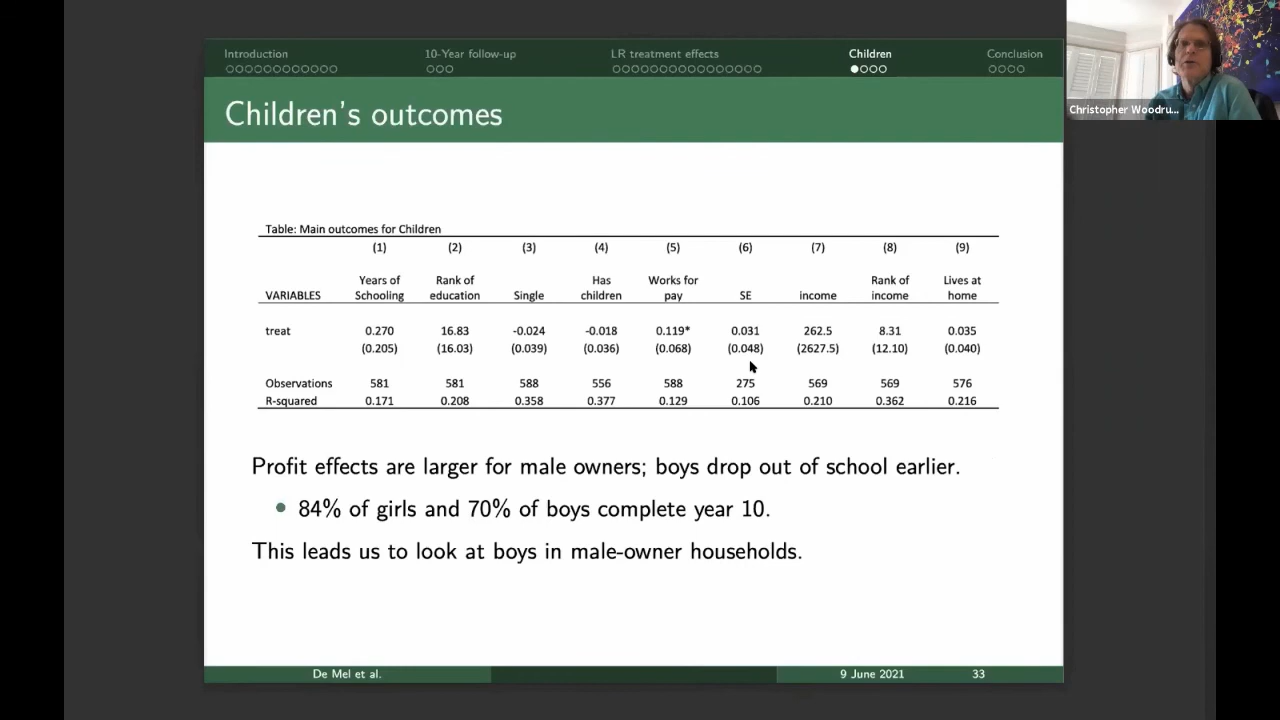 Introduction 10-Year follow-up LR treatment effects Children Conclusion
Christopher Woodru...
Children's outcomes
Table: Main outcomes for Children
(1) (2) (3) (4) (5) (6) (7) (8) (9)
Years of Rank of Has Works for Rank of Lives at
VARIABLES Schooling education Single children pay SE income income home
treat 0.270 16.83 -0.024 -0.018 0.119* 0.031 262.5 8.31 0.035
(0.205) (16.03) (0.039) (0.036) (0.068) (0.048) (2627.5) (12.10) (0.040)
Observations 581 581 588 556 588 275 569 569 576
R-squared 0.171 0.208 0.358 0.377 0.129 0.106 0.210 0.362 0.216
Profit effects are larger for male owners; boys drop out of school earlier.
84% of girls and 70% of boys complete year 10.
This leads us to look at boys in male-owner households.
De Mel et al. 9 June 2021 33